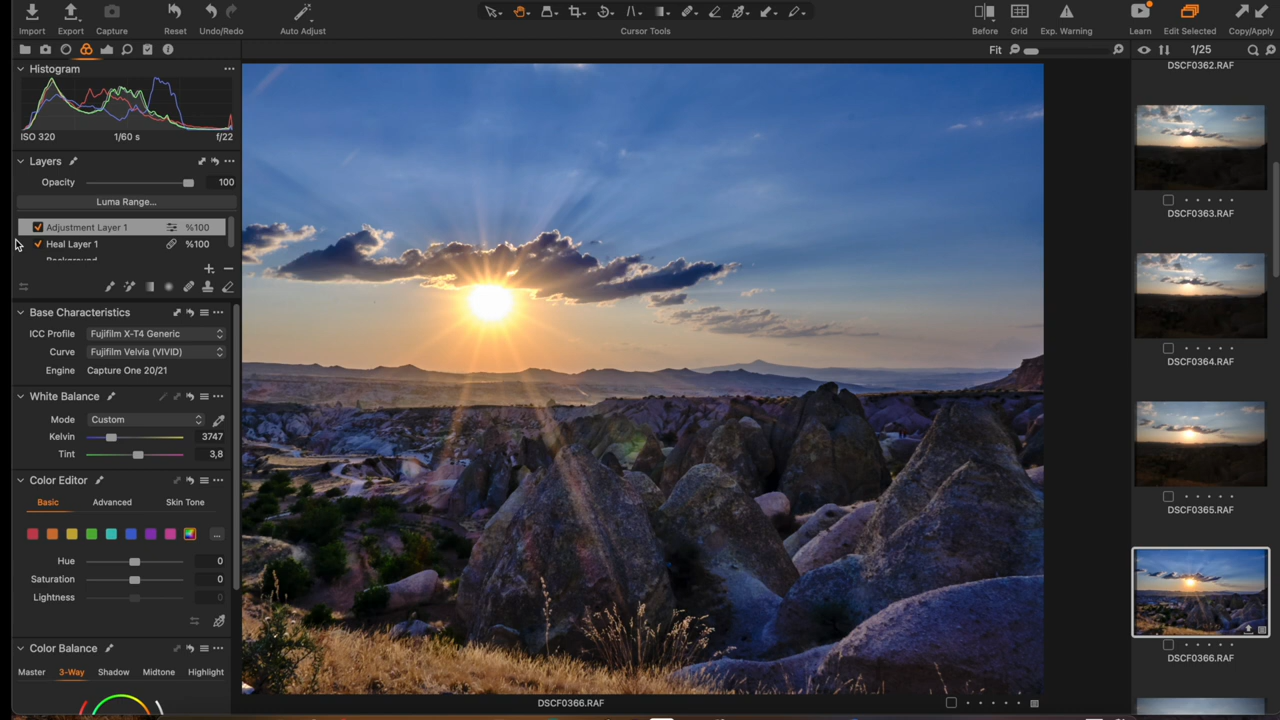 Import Export Capture Reset Undo/Redo Auto Adjust Cursor Tools Before Grid Exp. Warning Learn Edit Selected Copy/Apply
Fit 1/25
Histogram
ISO 320 1/60 s f/22
Layers
Opacity 100
Luma Range...
Adjustment Layer 1 %100
Heal Layer 1 %100
Background
Base Characteristics
ICC Profile Fujifilm X-T4 Generic
Curve Fujifilm Velvia (VIVID)
Engine Capture One 20/21
White Balance
Mode Custom
Kelvin 3747
Tint 3,8
Color Editor
Basic Advanced Skin Tone
Hue 0
Saturation 0
Lightness 0
Color Balance
Master 3-Way Shadow Midtone Highlight
DSCF0366.RAF
DSCF0362.RAF
DSCF0363.RAF
DSCF0364.RAF
DSCF0365.RAF
DSCF0366.RAF